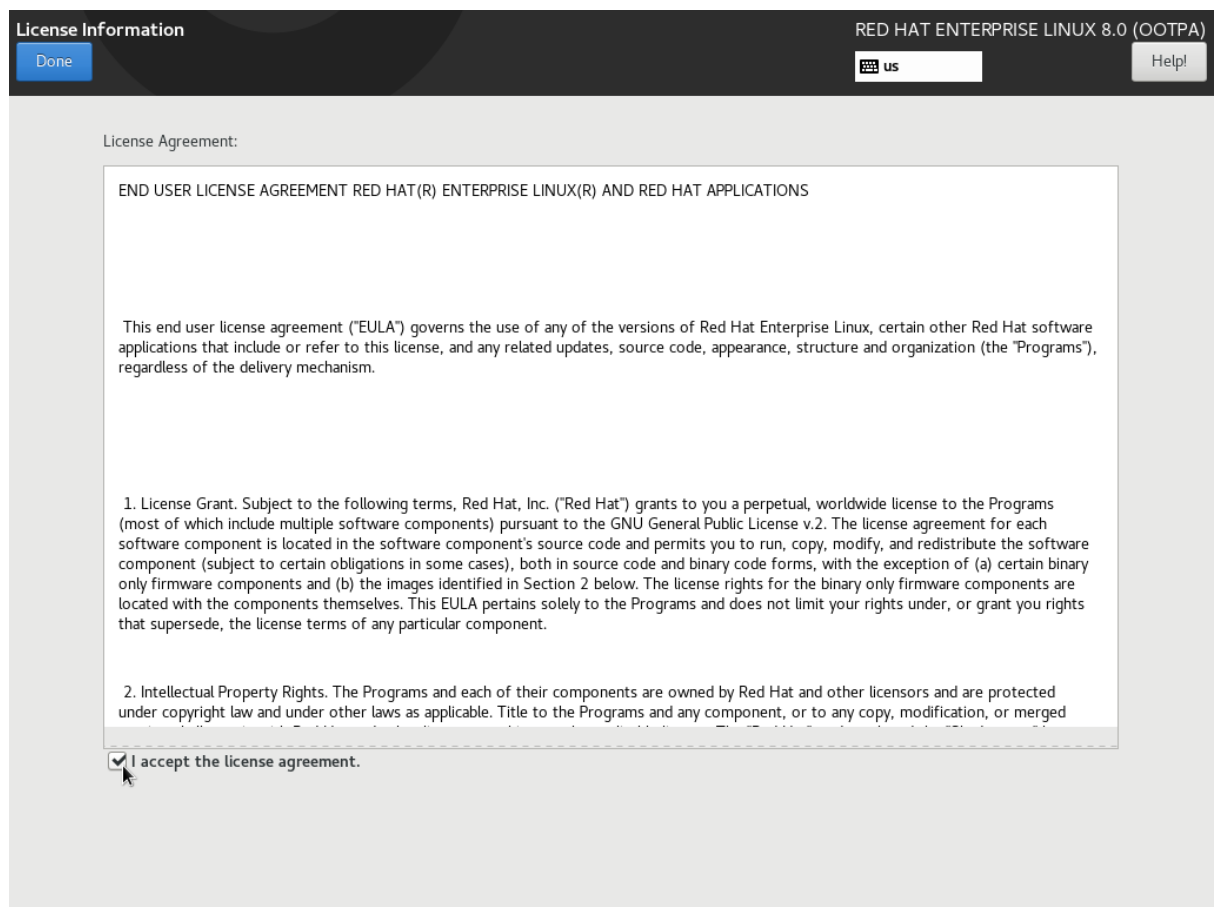 License Information
RED HAT ENTERPRISE LINUX 8.0 (OOTPA)
Done
us
Help!
License Agreement:
END USER LICENSE AGREEMENT RED HAT(R) ENTERPRISE LINUX(R) AND RED HAT APPLICATIONS
This end user license agreement ("EULA") governs the use of any of the versions of Red Hat Enterprise Linux, certain other Red Hat software
applications that include or refer to this license, and any related updates, source code, appearance, structure and organization (the "Programs"),
regardless of the delivery mechanism.
1. License Grant. Subject to the following terms, Red Hat, Inc. ("Red Hat") grants to you a perpetual, worldwide license to the Programs
(most of which include multiple software components) pursuant to the GNU General Public License v.2. The license agreement for each
software component is located in the software component's source code and permits you to run, copy, modify, and redistribute the software
component (subject to certain obligations in some cases), both in source code and binary code forms, with the exception of (a) certain binary
only firmware components and (b) the images identified in Section 2 below. The license rights for the binary only firmware components are
located with the components themselves. This EULA pertains solely to the Programs and does not limit your rights under, or grant you rights
that supersede, the license terms of any particular component.
2. Intellectual Property Rights. The Programs and each of their components are owned by Red Hat and other licensors and are protected
under copyright law and under other laws as applicable. Title to the Programs and any component, or to any copy, modification, or merged
I accept the license agreement.